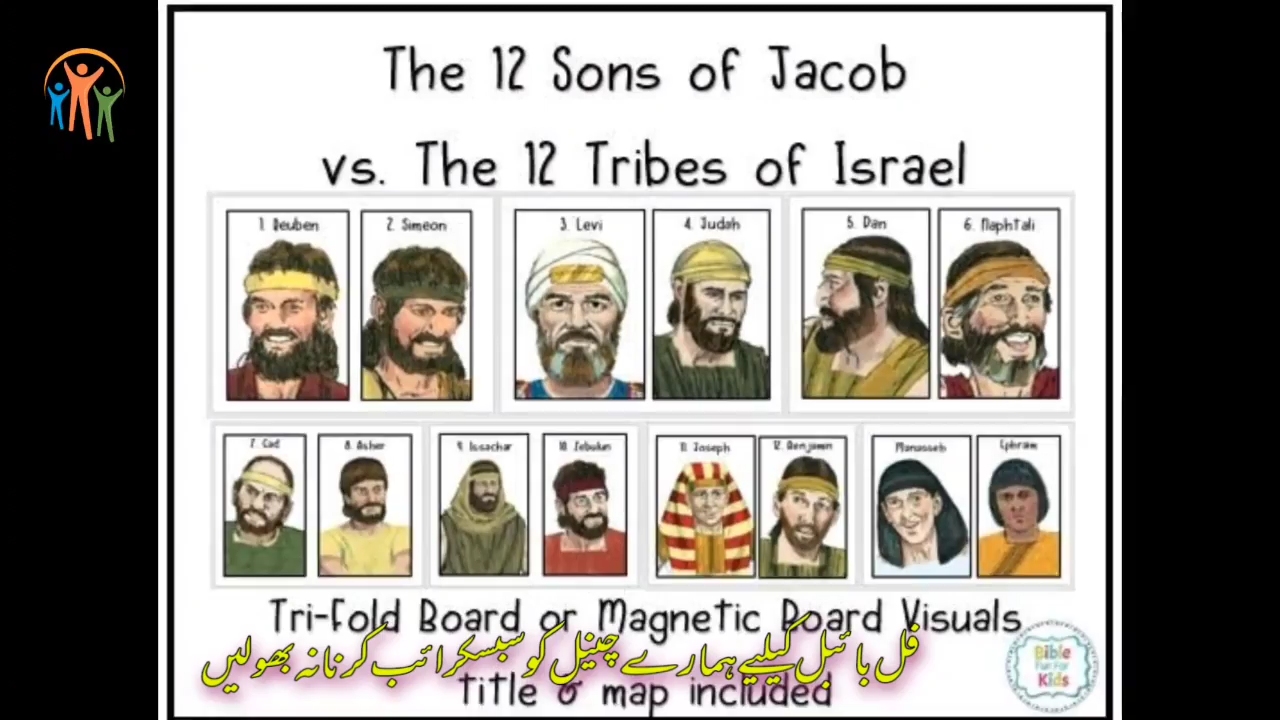 The 12 Sons of Jacob
vs. The 12 Tribes of Israel
1. Reuben 2. Simeon 3. Levi 4. Judah 5. Dan 6. Naphtali
7. Gad 8. Asher 9. Issachar 10. Zebulun 11. Joseph 12. Benjamin Manasseh Ephraim
Tri-Fold Board or Magnetic Board Visuals
فل بائبل کیلیے ہمارے چینل کو سبسکرائب کرنا نہ بھولیں
title & map included
Bible
Fun For
Kids